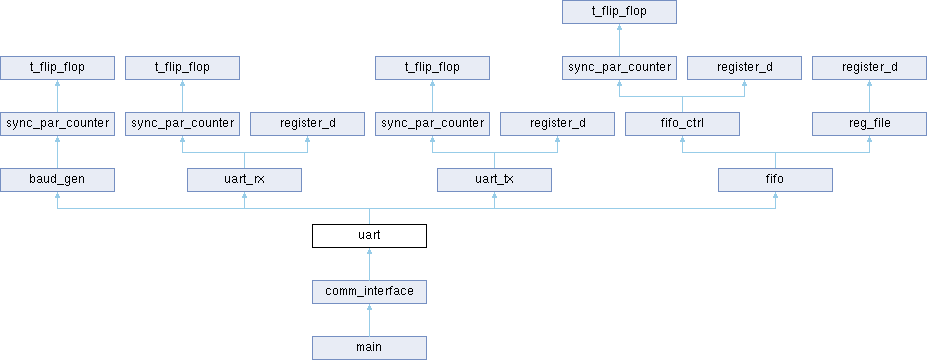 t_flip_flop
t_flip_flop
t_flip_flop
t_flip_flop
sync_par_counter
register_d
register_d
sync_par_counter
sync_par_counter
register_d
sync_par_counter
register_d
fifo_ctrl
reg_file
baud_gen
uart_rx
uart_tx
fifo
uart
comm_interface
main